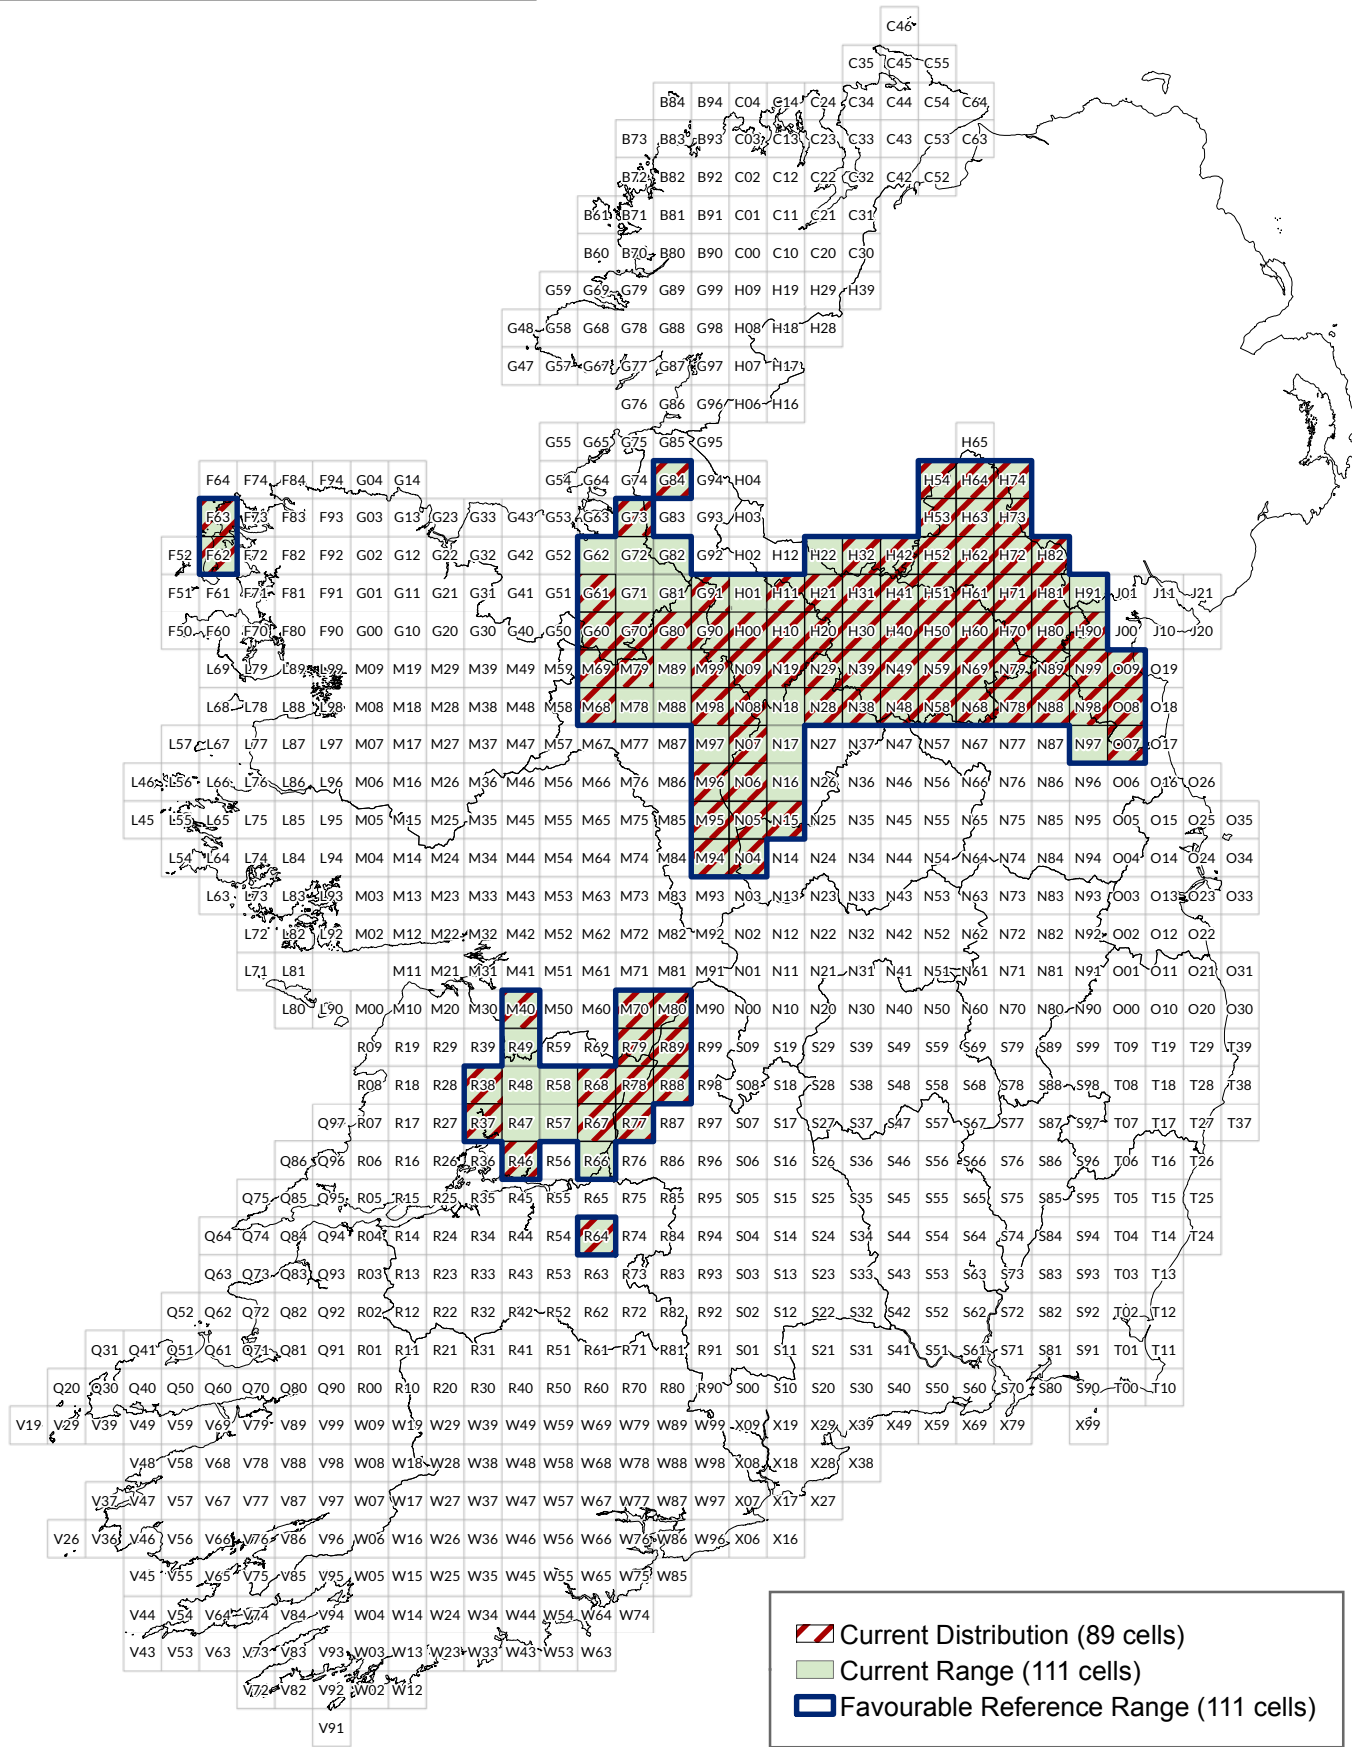 C46
C35 C45 C55
B84 B94 C04 C14 C24 C34 C44 C54 C64
B73 B83 B93 C03 C13 C23 C33 C43 C53 C63
B72 B82 B92 C02 C12 C22 C32 C42 C52
B61 B71 B81 B91 C01 C11 C21 C31
B60 B70 B80 B90 C00 C10 C20 C30
G59 G69 G79 G89 G99 H09 H19 H29 H39
G48 G58 G68 G78 G88 G98 H08 H18 H28
G47 G57 G67 G77 G87 G97 H07 H17
G76 G86 G96 H06 H16
G55 G65 G75 G85 G95 H65
F64 F74 F84 F94 G04 G14 G54 G64 G74 G84 G94 H04 H54 H64 H74
F63 F73 F83 F93 G03 G13 G23 G33 G43 G53 G63 G73 G83 G93 H03 H53 H63 H73
F52 F62 F72 F82 F92 G02 G12 G22 G32 G42 G52 G62 G72 G82 G92 H02 H12 H22 H32 H42 H52 H62 H72 H82
F51 F61 F71 F81 F91 G01 G11 G21 G31 G41 G51 G61 G71 G81 G91 H01 H11 H21 H31 H41 H51 H61 H71 H81 H91 J01 J11 J21
F50 F60 F70 F80 F90 G00 G10 G20 G30 G40 G50 G60 G70 G80 G90 H00 H10 H20 H30 H40 H50 H60 H70 H80 H90 J00 J10 J20
L69 L79 L89 L99 M09 M19 M29 M39 M49 M59 M69 M79 M89 M99 N09 N19 N29 N39 N49 N59 N69 N79 N89 N99 O09 O19
L68 L78 L88 L98 M08 M18 M28 M38 M48 M58 M68 M78 M88 M98 N08 N18 N28 N38 N48 N58 N68 N78 N88 N98 O08 O18
L57 L67 L77 L87 L97 M07 M17 M27 M37 M47 M57 M67 M77 M87 M97 N07 N17 N27 N37 N47 N57 N67 N77 N87 N97 O07 O17
L46 L56 L66 L76 L86 L96 M06 M16 M26 M36 M46 M56 M66 M76 M86 M96 N06 N16 N26 N36 N46 N56 N66 N76 N86 N96 O06 O16 O26
L45 L55 L65 L75 L85 L95 M05 M15 M25 M35 M45 M55 M65 M75 M85 M95 N05 N15 N25 N35 N45 N55 N65 N75 N85 N95 O05 O15 O25 O35
L54 L64 L74 L84 L94 M04 M14 M24 M34 M44 M54 M64 M74 M84 M94 N04 N14 N24 N34 N44 N54 N64 N74 N84 N94 O04 O14 O24 O34
L63 L73 L83 L93 M03 M13 M23 M33 M43 M53 M63 M73 M83 M93 N03 N13 N23 N33 N43 N53 N63 N73 N83 N93 O03 O13 O23 O33
L72 L82 L92 M02 M12 M22 M32 M42 M52 M62 M72 M82 M92 N02 N12 N22 N32 N42 N52 N62 N72 N82 N92 O02 O12 O22
L71 L81 M11 M21 M31 M41 M51 M61 M71 M81 M91 N01 N11 N21 N31 N41 N51 N61 N71 N81 N91 O01 O11 O21 O31
L80 L90 M00 M10 M20 M30 M40 M50 M60 M70 M80 M90 N00 N10 N20 N30 N40 N50 N60 N70 N80 N90 O00 O10 O20 O30
R09 R19 R29 R39 R49 R59 R69 R79 R89 R99 S09 S19 S29 S39 S49 S59 S69 S79 S89 S99 T09 T19 T29 T39
R08 R18 R28 R38 R48 R58 R68 R78 R88 R98 S08 S18 S28 S38 S48 S58 S68 S78 S88 S98 T08 T18 T28 T38
Q97 R07 R17 R27 R37 R47 R57 R67 R77 R87 R97 S07 S17 S27 S37 S47 S57 S67 S77 S87 S97 T07 T17 T27 T37
Q86 Q96 R06 R16 R26 R36 R46 R56 R66 R76 R86 R96 S06 S16 S26 S36 S46 S56 S66 S76 S86 S96 T06 T16 T26
Q75 Q85 Q95 R05 R15 R25 R35 R45 R55 R65 R75 R85 R95 S05 S15 S25 S35 S45 S55 S65 S75 S85 S95 T05 T15 T25
Q64 Q74 Q84 Q94 R04 R14 R24 R34 R44 R54 R64 R74 R84 R94 S04 S14 S24 S34 S44 S54 S64 S74 S84 S94 T04 T14 T24
Q63 Q73 Q83 Q93 R03 R13 R23 R33 R43 R53 R63 R73 R83 R93 S03 S13 S23 S33 S43 S53 S63 S73 S83 S93 T03 T13
Q52 Q62 Q72 Q82 Q92 R02 R12 R22 R32 R42 R52 R62 R72 R82 R92 S02 S12 S22 S32 S42 S52 S62 S72 S82 S92 T02 T12
Q31 Q41 Q51 Q61 Q71 Q81 Q91 R01 R11 R21 R31 R41 R51 R61 R71 R81 R91 S01 S11 S21 S31 S41 S51 S61 S71 S81 S91 T01 T11
Q20 Q30 Q40 Q50 Q60 Q70 Q80 Q90 R00 R10 R20 R30 R40 R50 R60 R70 R80 R90 S00 S10 S20 S30 S40 S50 S60 S70 S80 S90 T00 T10
V19 V29 V39 V49 V59 V69 V79 V89 V99 W09 W19 W29 W39 W49 W59 W69 W79 W89 W99 X09 X19 X29 X39 X49 X59 X69 X79 X99
V48 V58 V68 V78 V88 V98 W08 W18 W28 W38 W48 W58 W68 W78 W88 W98 X08 X18 X28 X38
V37 V47 V57 V67 V77 V87 V97 W07 W17 W27 W37 W47 W57 W67 W77 W87 W97 X07 X17 X27
V26 V36 V46 V56 V66 V76 V86 V96 W06 W16 W26 W36 W46 W56 W66 W76 W86 W96 X06 X16
V45 V55 V65 V75 V85 V95 W05 W15 W25 W35 W45 W55 W65 W75 W85
V44 V54 V64 V74 V84 V94 W04 W14 W24 W34 W44 W54 W64 W74
V43 V53 V63 V73 V83 V93 W03 W13 W23 W33 W43 W53 W63
V72 V82 V92 W02 W12
V91
Current Distribution (89 cells)
Current Range (111 cells)
Favourable Reference Range (111 cells)